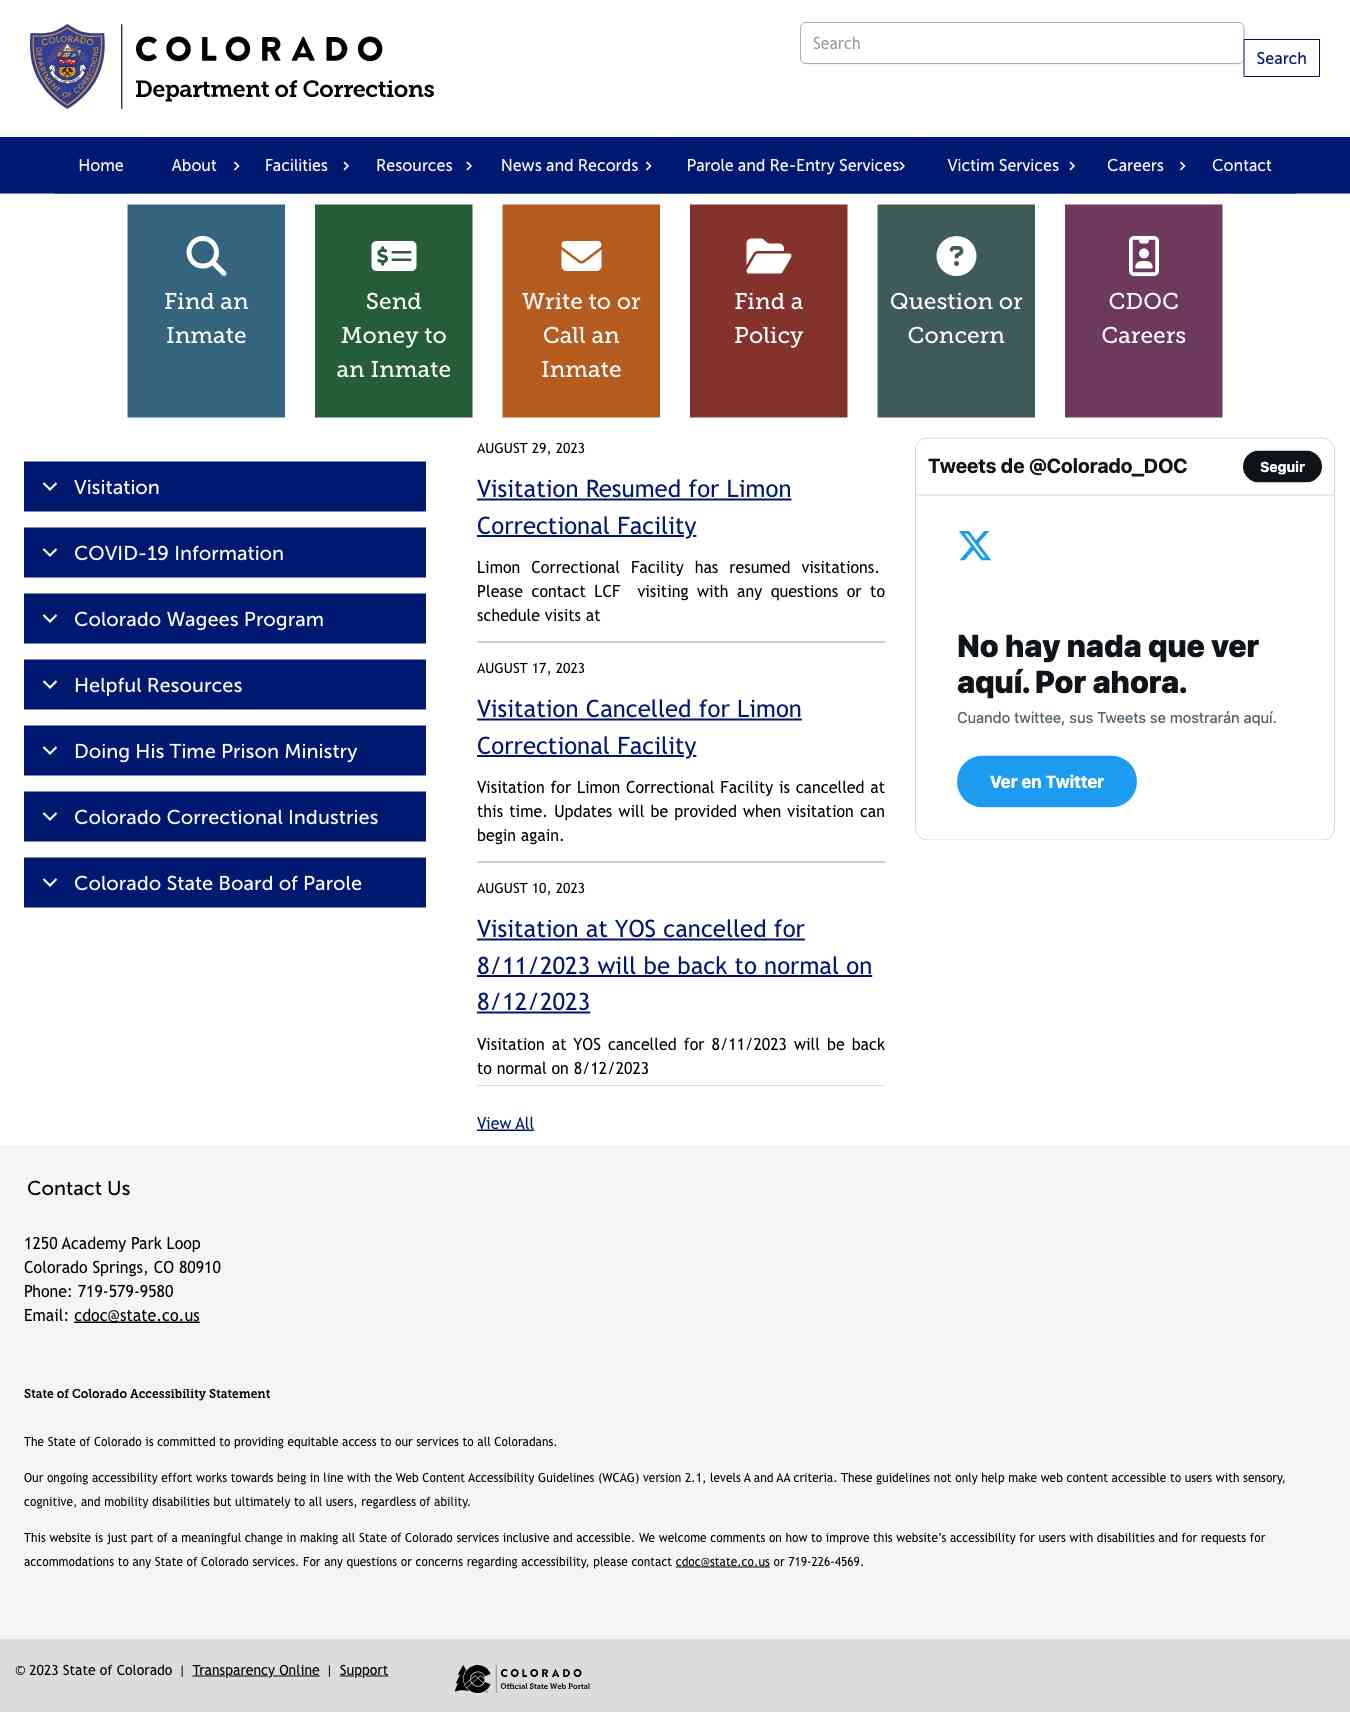 COLORADO
Department of Corrections
Search
Search
Home
About
Facilities
Resources
News and Records
Parole and Re-Entry Services
Victim Services
Careers
Contact
Find an
Inmate
Send
Money to
an Inmate
Write to or
Call an
Inmate
Find a
Policy
Question or
Concern
CDOC
Careers
Visitation
COVID-19 Information
Colorado Wagees Program
Helpful Resources
Doing His Time Prison Ministry
Colorado Correctional Industries
Colorado State Board of Parole
AUGUST 29, 2023
Visitation Resumed for Limon
Correctional Facility
Limon Correctional Facility has resumed visitations.
Please contact LCF visiting with any questions or to
schedule visits at
AUGUST 17, 2023
Visitation Cancelled for Limon
Correctional Facility
Visitation for Limon Correctional Facility is cancelled at
this time. Updates will be provided when visitation can
begin again.
AUGUST 10, 2023
Visitation at YOS cancelled for
8/11/2023 will be back to normal on
8/12/2023
Visitation at YOS cancelled for 8/11/2023 will be back
to normal on 8/12/2023
View All
Tweets de @Colorado_DOC
Seguir
No hay nada que ver
aquí. Por ahora.
Cuando twittee, sus Tweets se mostrarán aquí.
Ver en Twitter
Contact Us
1250 Academy Park Loop
Colorado Springs, CO 80910
Phone: 719-579-9580
Email: cdoc@state.co.us
State of Colorado Accessibility Statement
The State of Colorado is committed to providing equitable access to our services to all Coloradans.
Our ongoing accessibility effort works towards being in line with the Web Content Accessibility Guidelines (WCAG) version 2.1, levels A and AA criteria. These guidelines not only help make web content accessible to users with sensory,
cognitive, and mobility disabilities but ultimately to all users, regardless of ability.
This website is just part of a meaningful change in making all State of Colorado services inclusive and accessible. We welcome comments on how to improve this website's accessibility for users with disabilities and for requests for
accommodations to any State of Colorado services. For any questions or concerns regarding accessibility, please contact cdoc@state.co.us or 719-226-4569.
© 2023 State of Colorado | Transparency Online | Support
COLORADO
Official State Web Portal